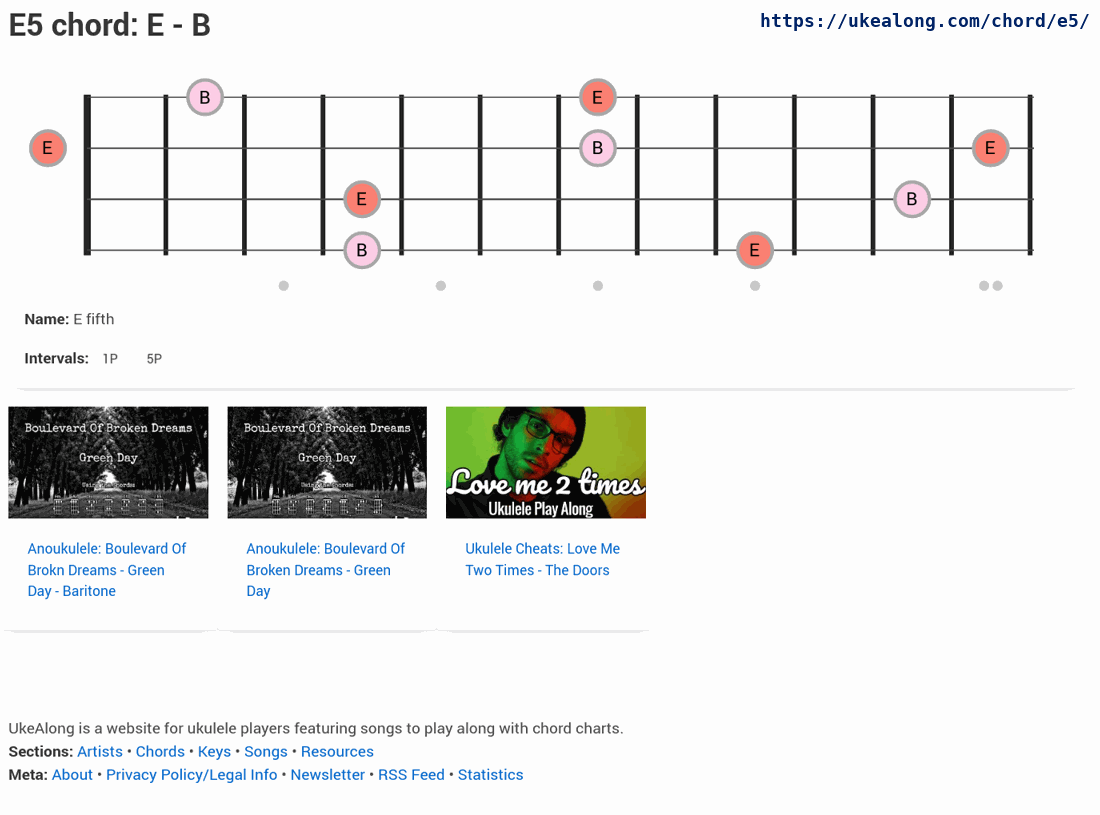 E5 chord: E - B
https://ukealong.com/chord/e5/
B E
E B E
E B
B E
Name: E fifth
Intervals: 1P 5P
Boulevard Of Broken Dreams
Green Day
Boulevard Of Broken Dreams
Green Day
Love me 2 times
Ukulele Play Along
Anoukulele: Boulevard Of
Brokn Dreams - Green
Day - Baritone
Anoukulele: Boulevard Of
Broken Dreams - Green
Day
Ukulele Cheats: Love Me
Two Times - The Doors
UkeAlong is a website for ukulele players featuring songs to play along with chord charts.
Sections: Artists • Chords • Keys • Songs • Resources
Meta: About • Privacy Policy/Legal Info • Newsletter • RSS Feed • Statistics